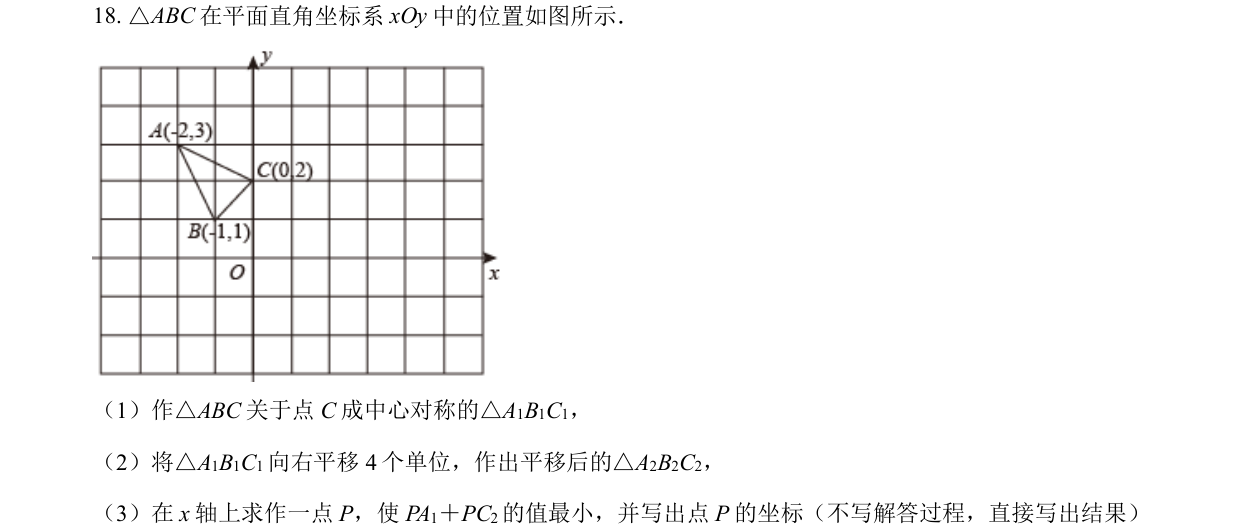 18. △ABC 在平面直角坐标系 xOy 中的位置如图所示.
y
A(-2,3)
C(0,2)
B(-1,1)
O
x
（1）作△ABC 关于点 C 成中心对称的△A₁B₁C₁，
（2）将△A₁B₁C₁ 向右平移 4 个单位，作出平移后的△A₂B₂C₂，
（3）在 x 轴上求作一点 P，使 PA₁＋PC₂ 的值最小，并写出点 P 的坐标（不写解答过程，直接写出结果）